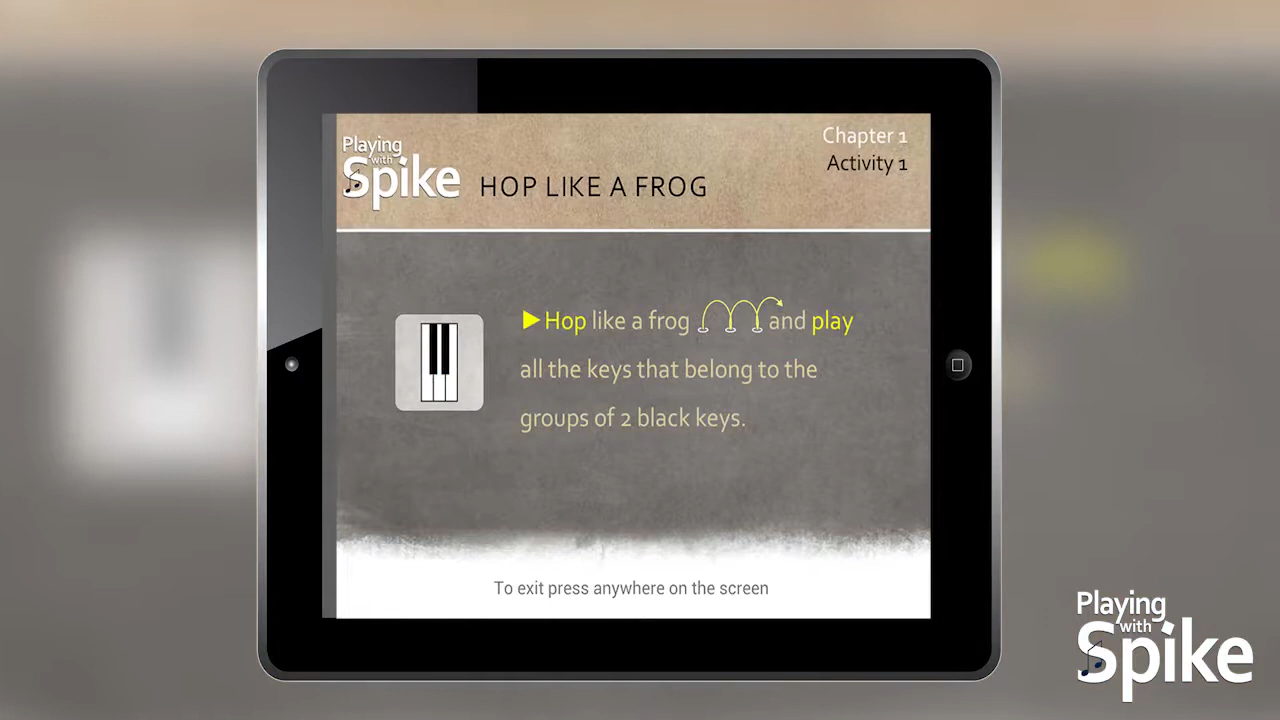 Playing
with
Spike
HOP LIKE A FROG
Chapter 1
Activity 1
Hop like a frog and play
all the keys that belong to the
groups of 2 black keys.
To exit press anywhere on the screen
Playing
with
Spike